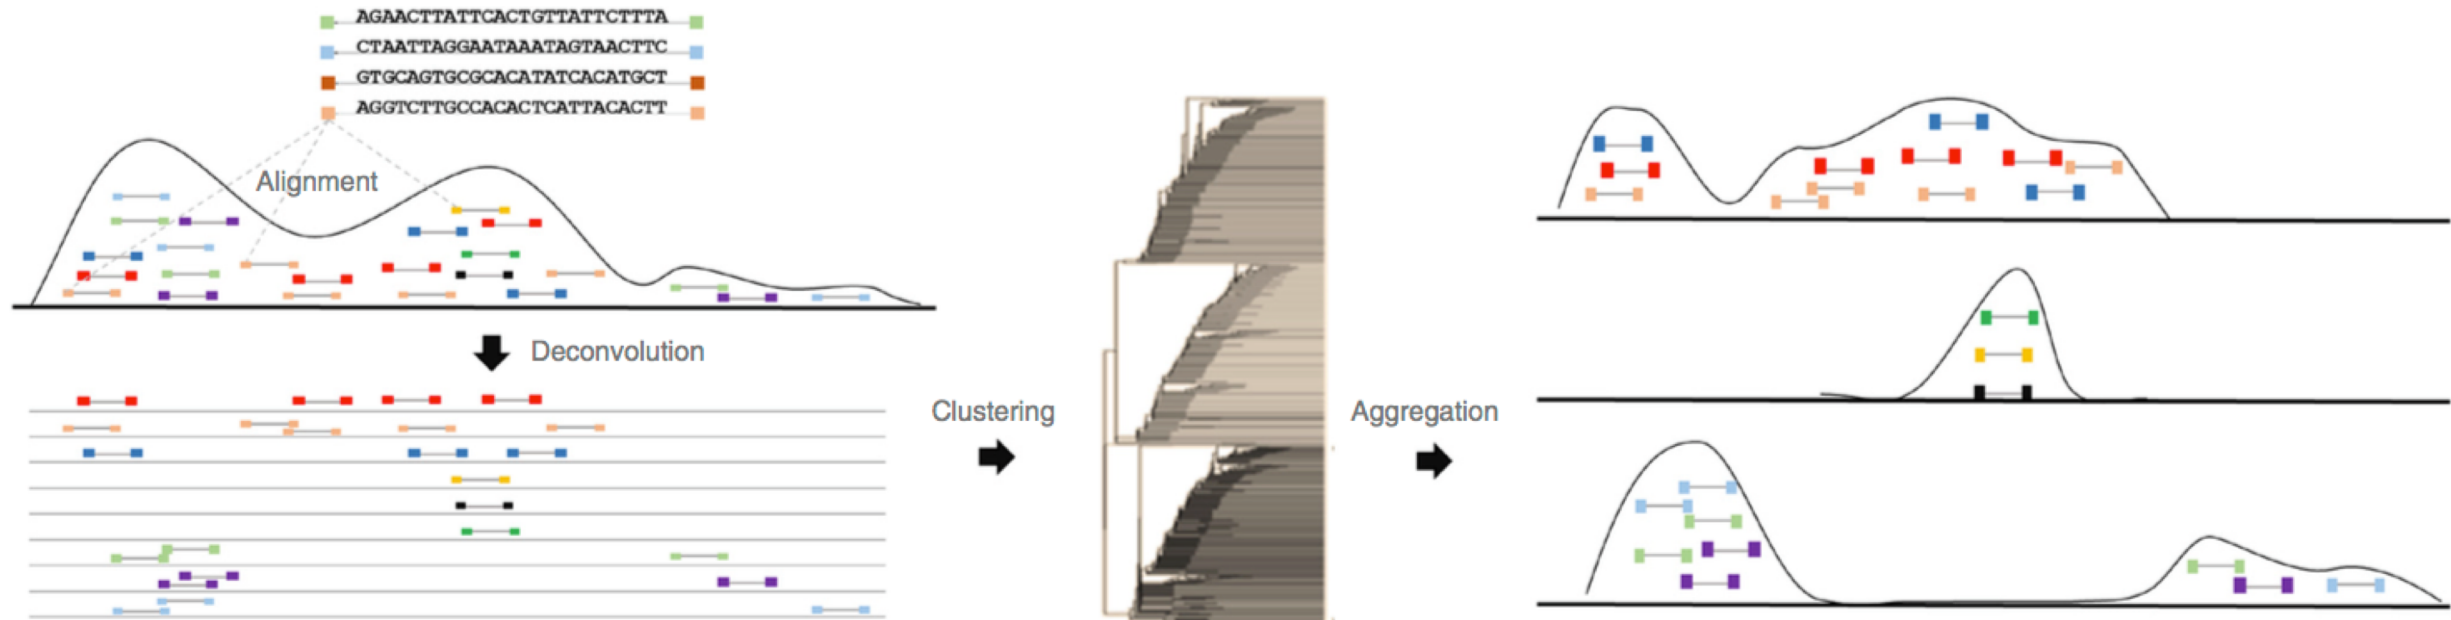 AGAACTTATTCACTGTTATTCTTTA
CTAATTAGGAATAAATAGTAACTTC
GTGCAGTGCGCACATATCACATGCT
AGGTCTTGCCACACTCATTACACTT
Alignment
Deconvolution
Clustering
Aggregation